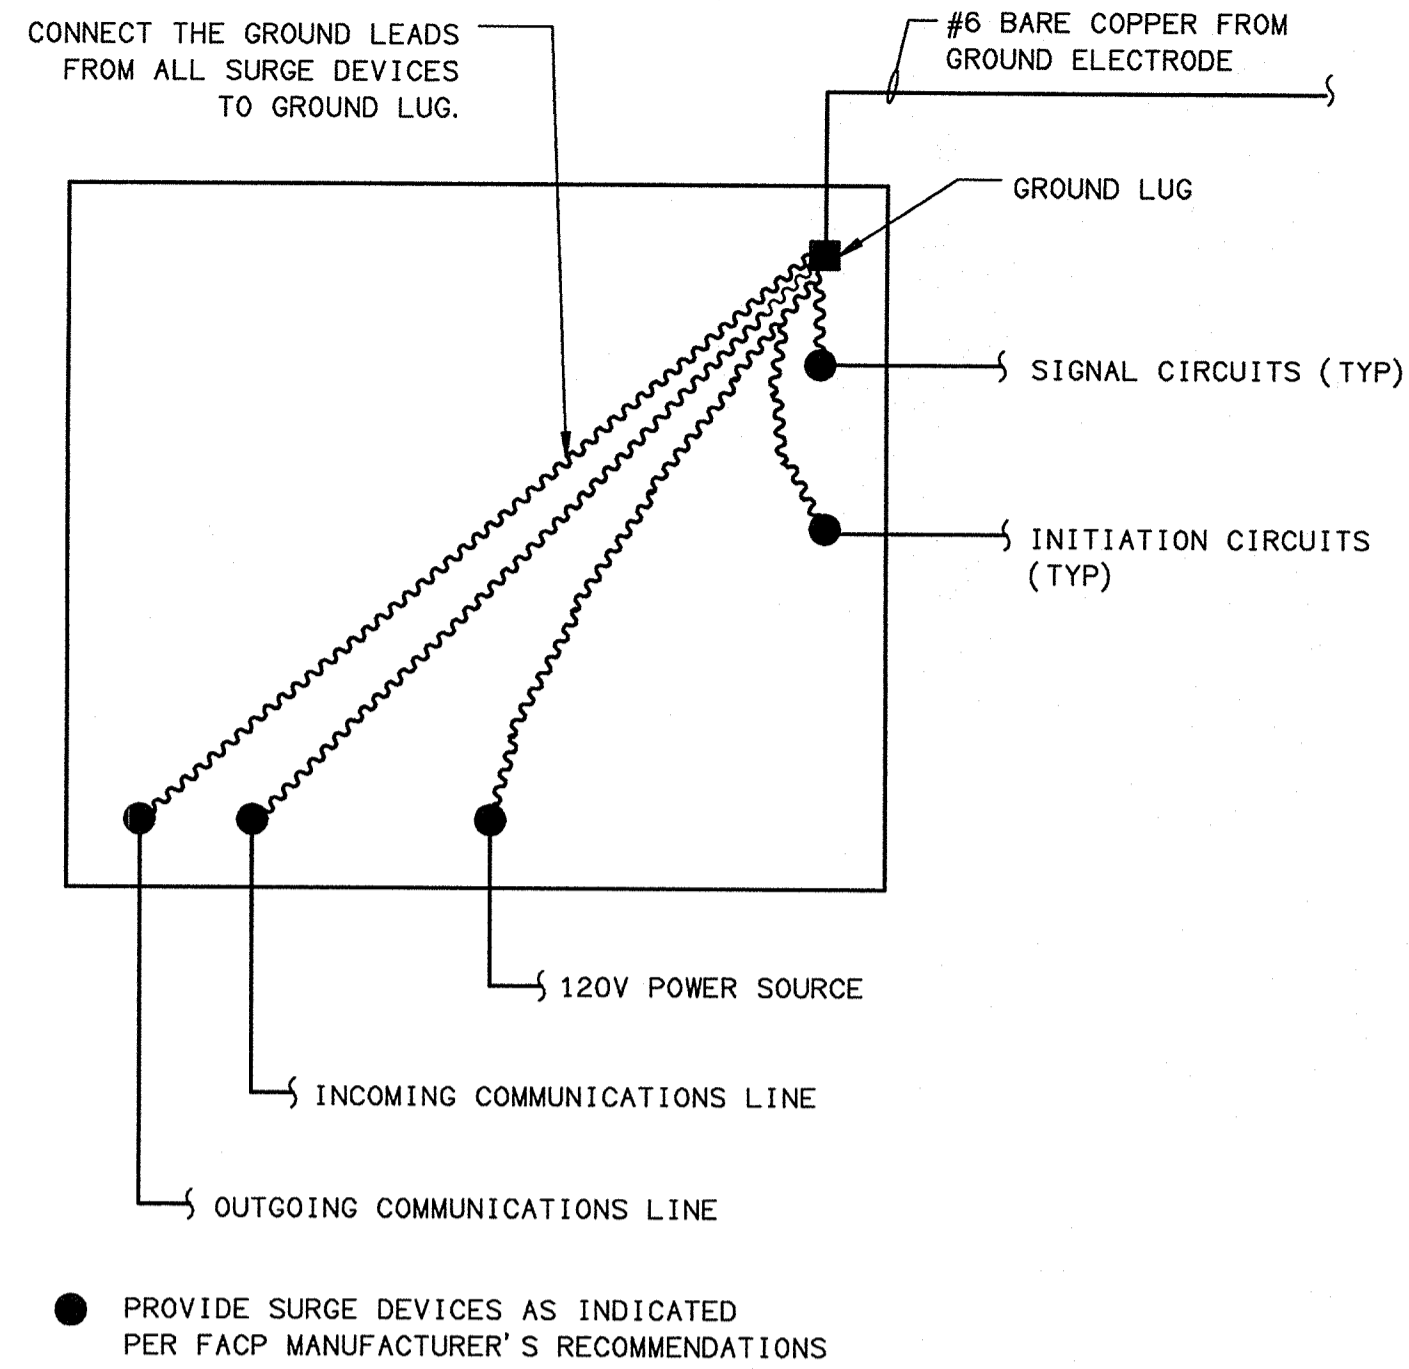 CONNECT THE GROUND LEADS
FROM ALL SURGE DEVICES
TO GROUND LUG.
#6 BARE COPPER FROM
GROUND ELECTRODE
GROUND LUG
SIGNAL CIRCUITS (TYP)
INITIATION CIRCUITS
(TYP)
120V POWER SOURCE
INCOMING COMMUNICATIONS LINE
OUTGOING COMMUNICATIONS LINE
PROVIDE SURGE DEVICES AS INDICATED
PER FACP MANUFACTURER'S RECOMMENDATIONS